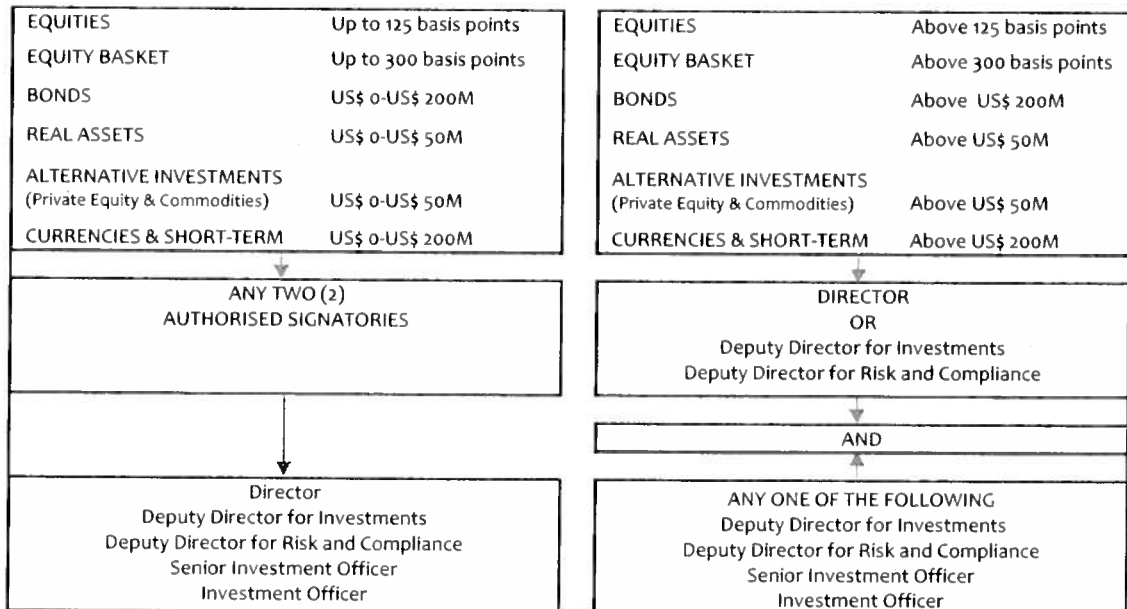 EQUITIES Up to 125 basis points
EQUITY BASKET Up to 300 basis points
BONDS US$ 0-US$ 200M
REAL ASSETS US$ 0-US$ 50M
ALTERNATIVE INVESTMENTS
(Private Equity & Commodities) US$ 0-US$ 50M
CURRENCIES & SHORT-TERM US$ 0-US$ 200M
ANY TWO (2)
AUTHORISED SIGNATORIES
Director
Deputy Director for Investments
Deputy Director for Risk and Compliance
Senior Investment Officer
Investment Officer
EQUITIES Above 125 basis points
EQUITY BASKET Above 300 basis points
BONDS Above US$ 200M
REAL ASSETS Above US$ 50M
ALTERNATIVE INVESTMENTS
(Private Equity & Commodities) Above US$ 50M
CURRENCIES & SHORT-TERM Above US$ 200M
DIRECTOR
OR
Deputy Director for Investments
Deputy Director for Risk and Compliance
AND
ANY ONE OF THE FOLLOWING
Deputy Director for Investments
Deputy Director for Risk and Compliance
Senior Investment Officer
Investment Officer